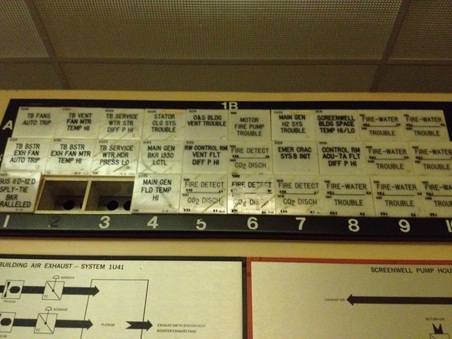 1B
A
TB FANS
AUTO TRIP
TB VENT
FAN MTR
TEMP HI
TB SERVICE
WTR STR
DIFF P HI
STATOR
CLG SYS
TROUBLE
O&S BLDG
VENT TROUBLE
MOTOR
FIRE PUMP
TROUBLE
MAIN GEN
H2 SYS
TROUBLE
SCREENWELL
BLDG SPACE
TEMP HI/LO
FIRE-WATER
TROUBLE
FIRE-WATER
TROUBLE
TB BSTR
EXH FAN
AUTO TRIP
TB BSTR
EXH FAN MTR
TEMP HI
TB SERVICE
WTR HDR
PRESS LO
MAIN GEN
BKR
RW CONTROL RM
VENT FLT
DIFF P HI
FIRE DETECT
CO2 DISCH
EMER CRAC
SYS B INIT
CONTROL RM
DIFF P HI
FIRE-WATER
TROUBLE
FIRE-WATER
TROUBLE
SPLY-TIE
BKR
MAIN GEN
FLD TEMP
HI
FIRE DETECT
CO2 DISCH
FIRE DETECT
FIRE DETECT
CO2 DISCH
FIRE-WATER
TROUBLE
FIRE-WATER
TROUBLE
FIRE-WATER
TROUBLE
1 2 3 4 5 6 7 8 9
BUILDING AIR EXHAUST – SYSTEM 1U41
SCREENWELL PUMP HOU
PLENUM
EXHAUST AIR